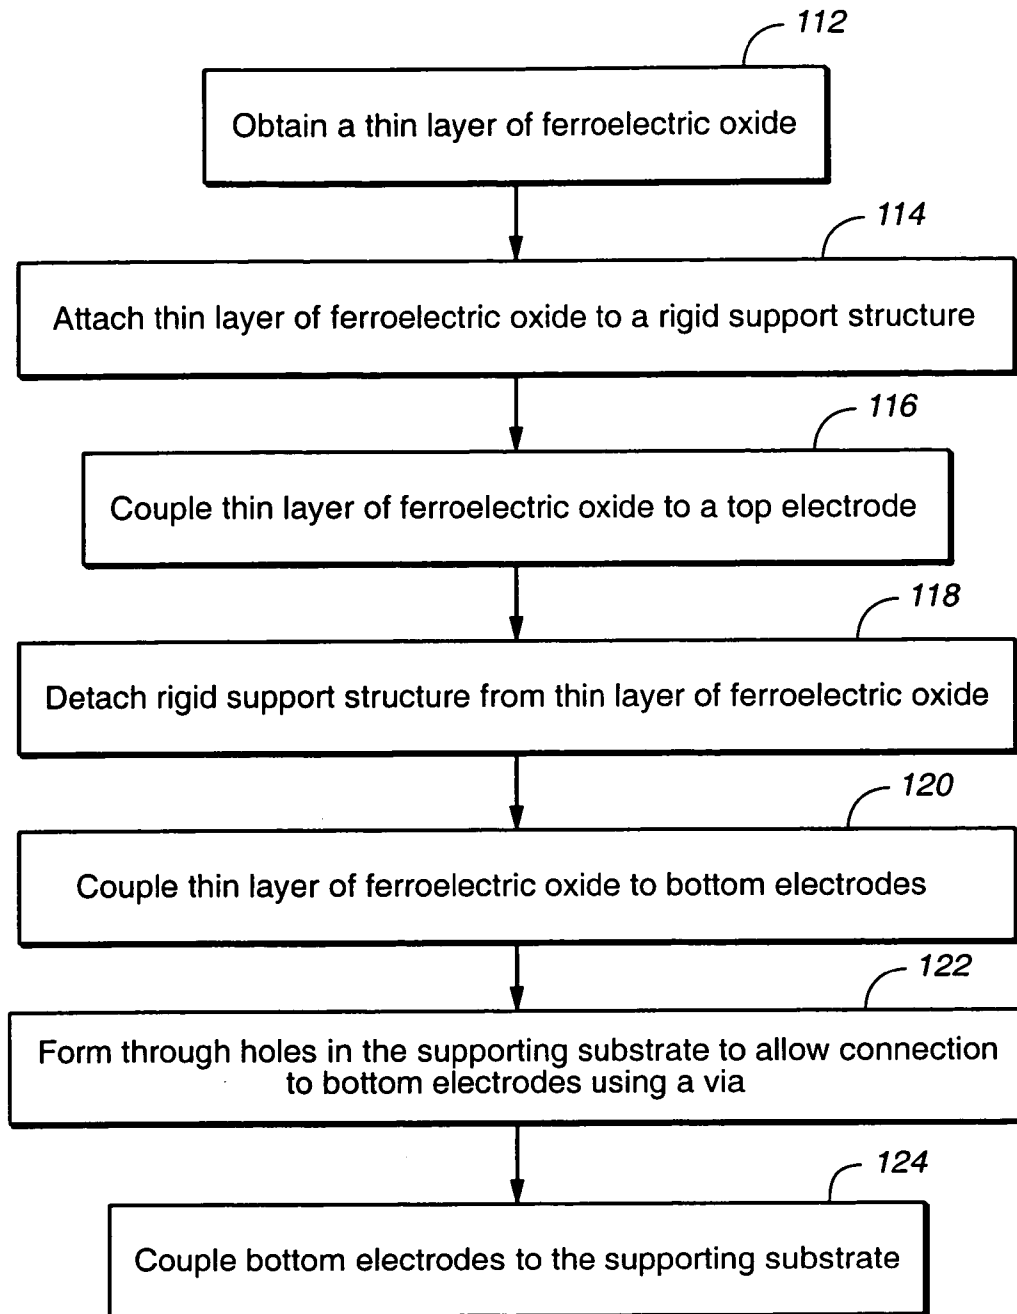 112
Obtain a thin layer of ferroelectric oxide
114
Attach thin layer of ferroelectric oxide to a rigid support structure
116
Couple thin layer of ferroelectric oxide to a top electrode
118
Detach rigid support structure from thin layer of ferroelectric oxide
120
Couple thin layer of ferroelectric oxide to bottom electrodes
122
Form through holes in the supporting substrate to allow connection
to bottom electrodes using a via
124
Couple bottom electrodes to the supporting substrate